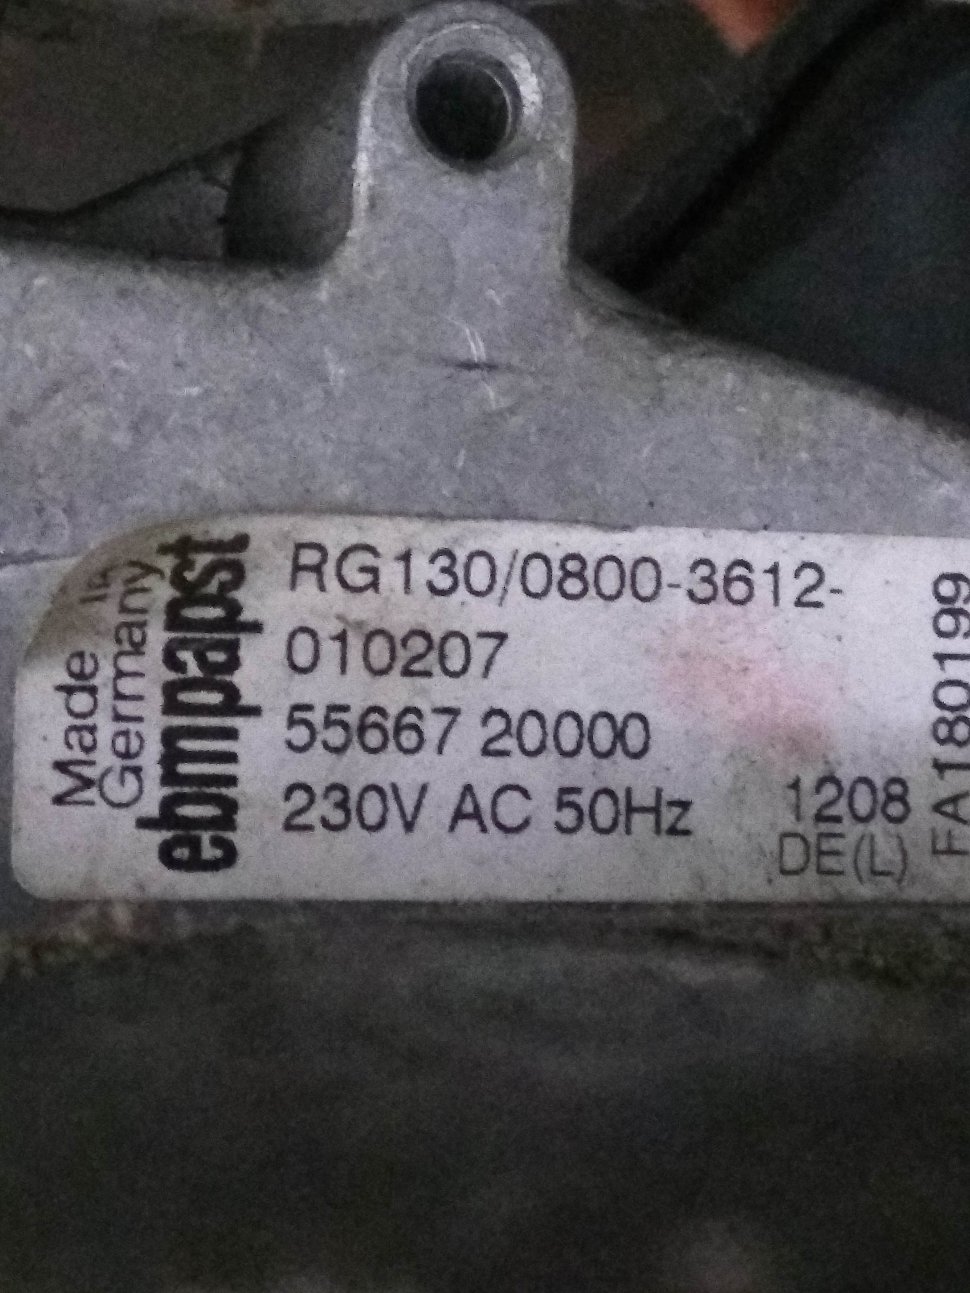 Made in
Germany
ebmpapst
RG130/0800-3612-
010207
55667 20000
230V AC 50Hz
1208
DE(L)
FA180199